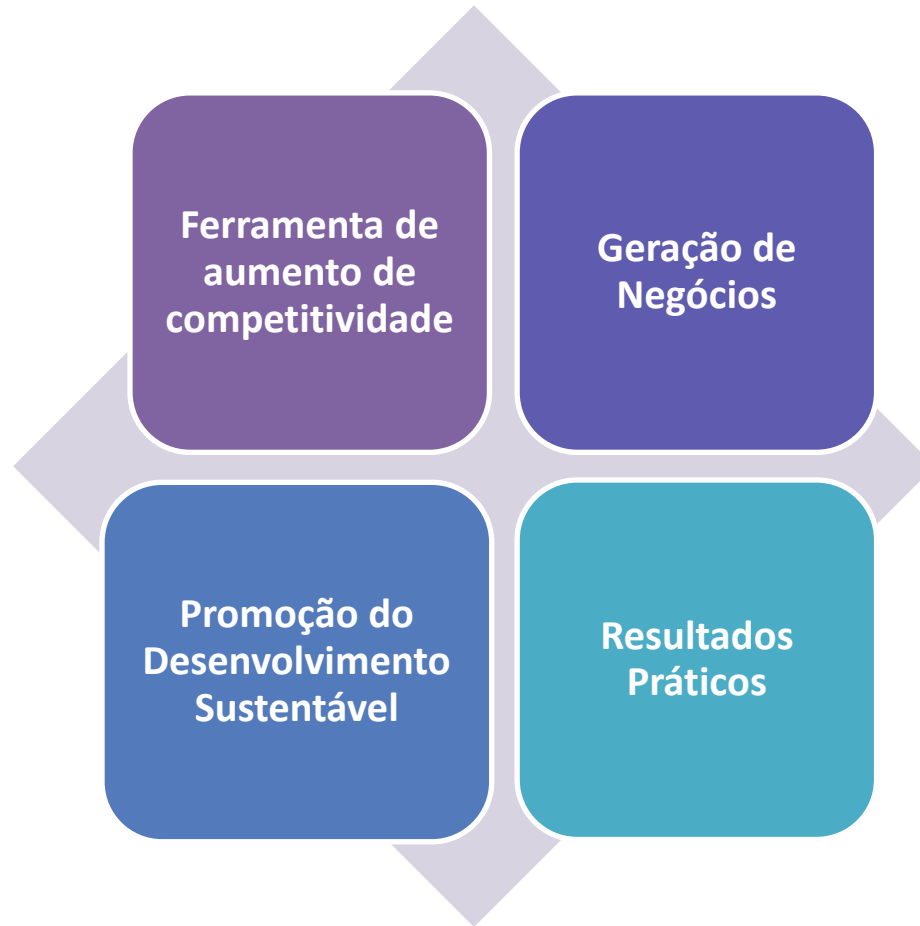 Ferramenta de
aumento de
competitividade
Geração de
Negócios
Promoção do
Desenvolvimento
Sustentável
Resultados
Práticos